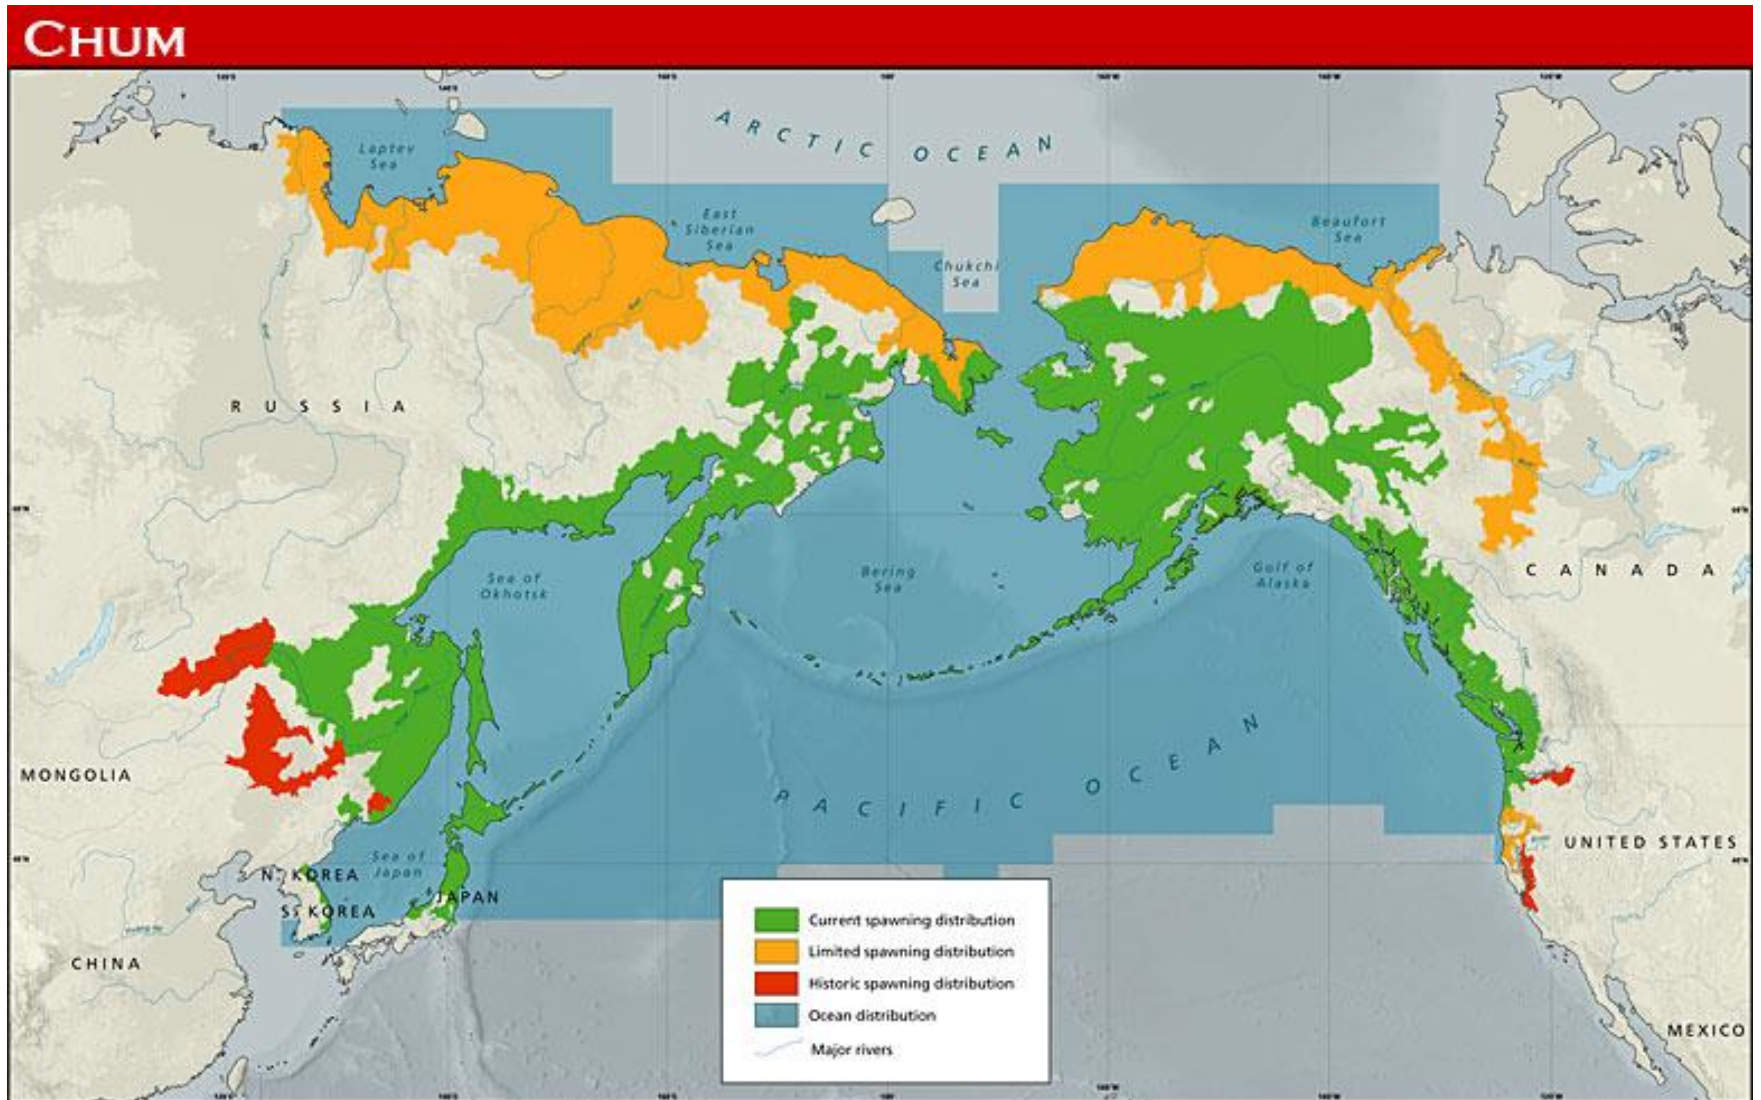 CHUM
ARCTIC OCEAN
Laptev
Sea
East
Siberian
Sea
Beaufort
Sea
Chukchi
Sea
RUSSIA
Sea of
Okhotsk
Bering
Sea
Gulf of
Alaska
CANADA
MONGOLIA
PACIFIC OCEAN
UNITED STATES
Sea of
Japan
N. KOREA
JAPAN
S. KOREA
CHINA
MEXICO
Current spawning distribution
Limited spawning distribution
Historic spawning distribution
Ocean distribution
Major rivers